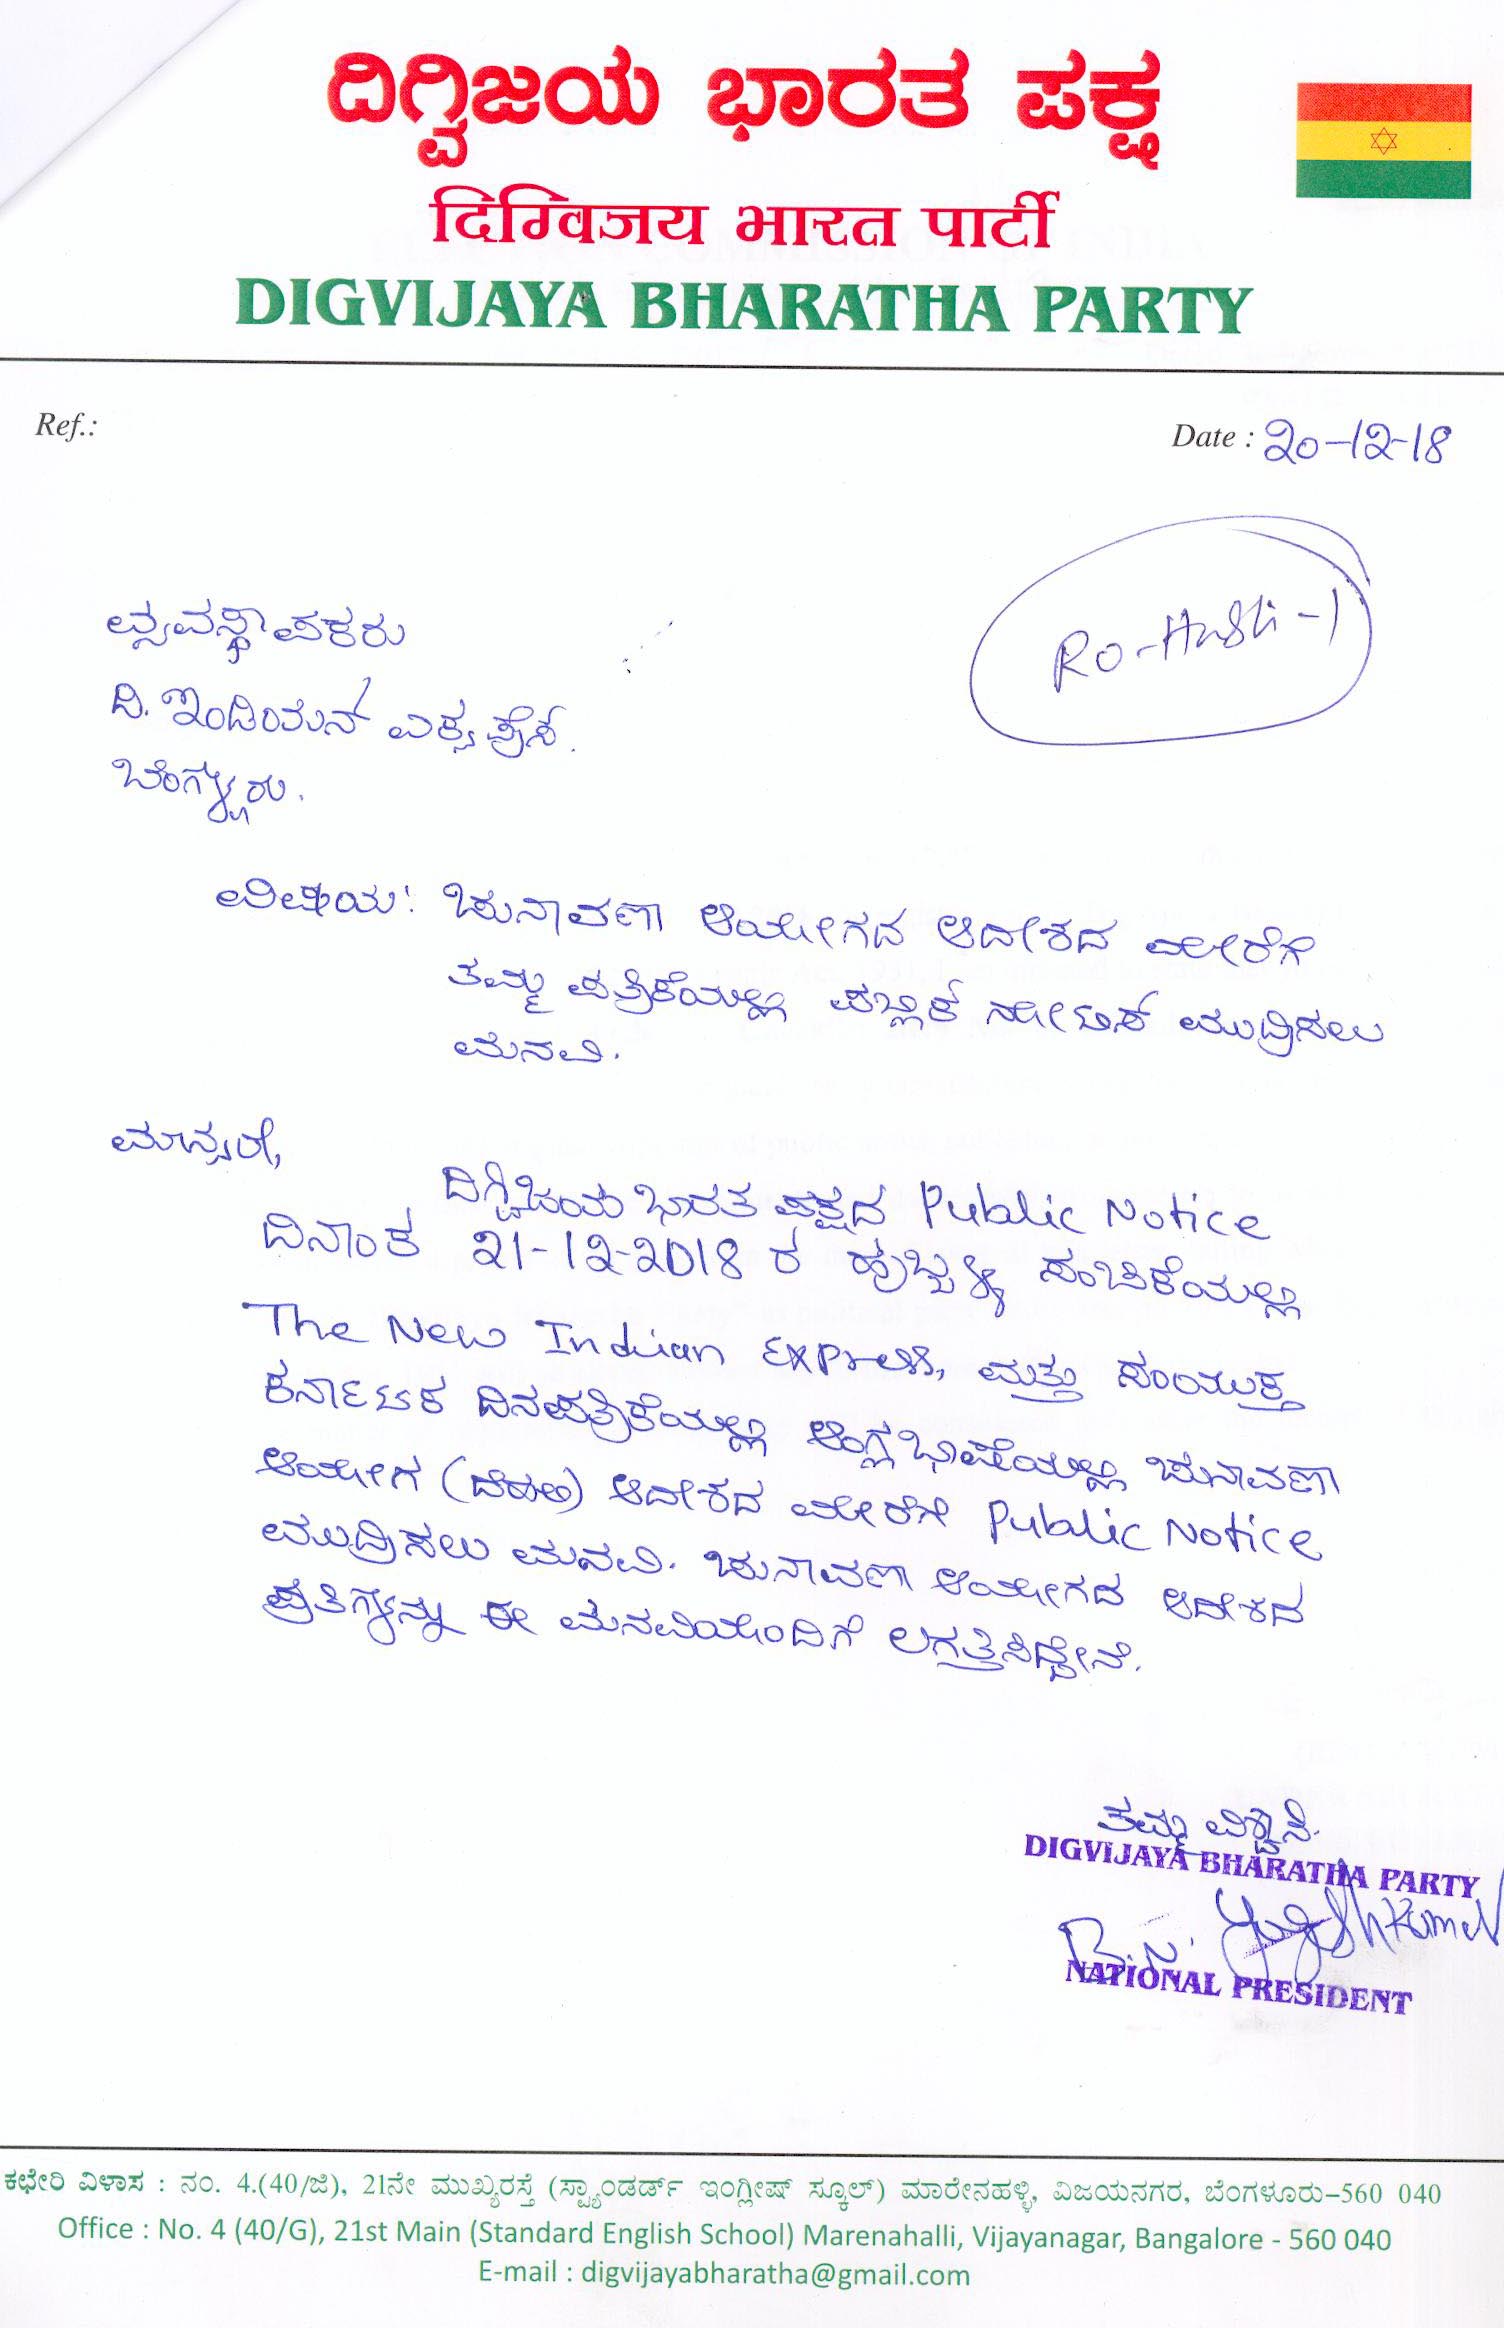 ದಿಗ್ವಿಜಯ ಭಾರತ ಪಕ್ಷ
दिग्विजय भारत पार्टी
DIGVIJAYA BHARATHA PARTY
Ref.:
Date : 20-12-18
Ro-Hubli-1
ವ್ಯವಸ್ಥಾಪಕರು
ದಿ. ಇಂಡಿಯನ್ ಎಕ್ಸಪ್ರೆಸ್.
ಬೆಂಗ್ಳೂರು.
ವಿಷಯ: ಚುನಾವಣಾ ಆಯೋಗದ ಆದೇಶದ ಮೇರೆಗೆ
ತಮ್ಮ ಪತ್ರಿಕೆಯಲ್ಲಿ ಪಬ್ಲಿಕ್ ನೋಟಿಸ್ ಮುದ್ರಿಸಲು
ಮನವಿ.
ಮಾನ್ಯರೇ,
ದಿಗ್ವಿಜಯ ಭಾರತ ಪಕ್ಷದ Public Notice
ದಿನಾಂಕ 21-12-2018 ರ ಹುಬ್ಬಳ್ಳಿ ಸಂಚಿಕೆಯಲ್ಲಿ
The New Indian Express, ಮತ್ತು ಸಂಯುಕ್ತ
ಕರ್ನಾಟಕ ದಿನಪತ್ರಿಕೆಯಲ್ಲಿ ಆಂಗ್ಲಭಾಷೆಯಲ್ಲಿ ಚುನಾವಣಾ
ಆಯೋಗ (ದೆಹಲಿ) ಆದೇಶದ ಮೇರೆಗೆ Public Notice
ಮುದ್ರಿಸಲು ಮನವಿ. ಚುನಾವಣಾ ಆಯೋಗದ ಆದೇಶದ
ಪ್ರತಿಗಳನ್ನು ಈ ಮನವಿಯೊಂದಿಗೆ ಲಗತ್ತಿಸಿದ್ದೇನೆ.
ತಮ್ಮ ವಿಶ್ವಾಸಿ.
DIGVIJAYA BHARATHA PARTY
B.N.
NATIONAL PRESIDENT
ಕಛೇರಿ ವಿಳಾಸ : ನಂ. 4.(40/ಜಿ), 21ನೇ ಮುಖ್ಯರಸ್ತೆ (ಸ್ಟ್ಯಾಂಡರ್ಡ್ ಇಂಗ್ಲೀಷ್ ಸ್ಕೂಲ್) ಮಾರೇನಹಳ್ಳಿ, ವಿಜಯನಗರ, ಬೆಂಗಳೂರು-560 040
Office : No. 4 (40/G), 21st Main (Standard English School) Marenahalli, Vijayanagar, Bangalore - 560 040
E-mail : digvijayabharatha@gmail.com